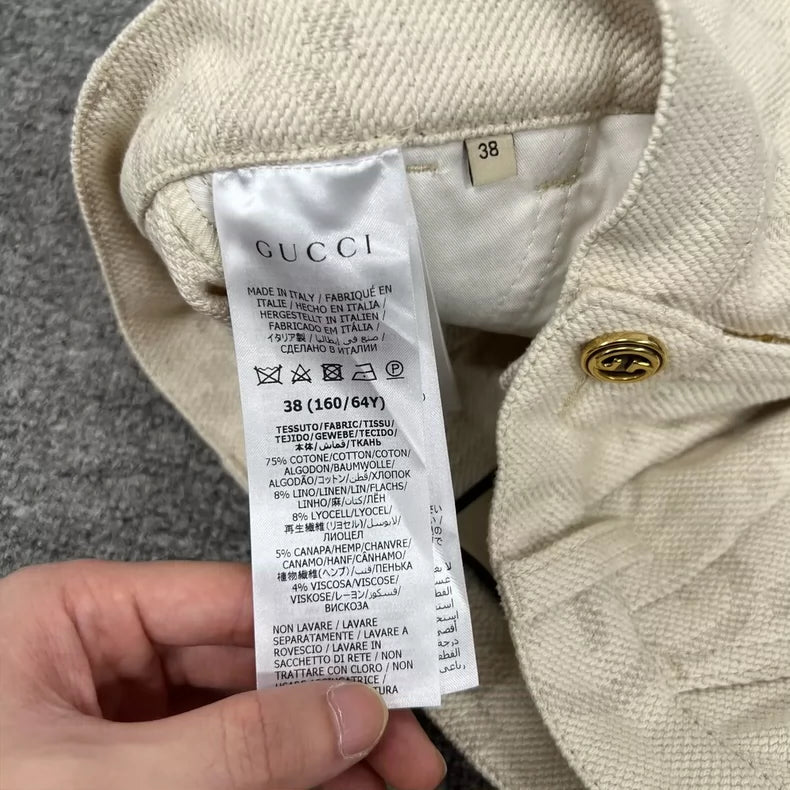 38
GUCCI
MADE IN ITALY / FABRIQUÉ EN
ITALIE / HECHO EN ITALIA /
HERGESTELLT IN ITALIEN /
FABRICADO EM ITÁLIA /
イタリア製 / صنع في إيطاليا /
СДЕЛАНО В ИТАЛИИ
38 (160/64Y)
TESSUTO/FABRIC/TISSU/
TEJIDO/GEWEBE/TECIDO/
本体/قماش/ТКАНЬ
75% COTONE/COTTON/COTON/
ALGODON/BAUMWOLLE/
ALGODÃO/コットン/قطن/ХЛОПОК
8% LINO/LINEN/LIN/FLACHS/
LINHO/麻/كتان/ЛЁН
8% LYOCELL/LYOCEL/
再生繊維(リヨセル)/لايوسل/
ЛИОЦЕЛ
5% CANAPA/HEMP/CHANVRE/
CANAMO/HANF/CÂNHAMO/
植物繊維(ヘンプ)/قنب/ПЕНЬКА
4% VISCOSA/VISCOSE/
VISKOSE/レーヨン/فسكوز/
ВИСКОЗА
NON LAVARE / LAVARE
SEPARATAMENTE / LAVARE A
ROVESCIO / LAVARE IN
SACCHETTO DI RETE / NON
TRATTARE CON CLORO / NON